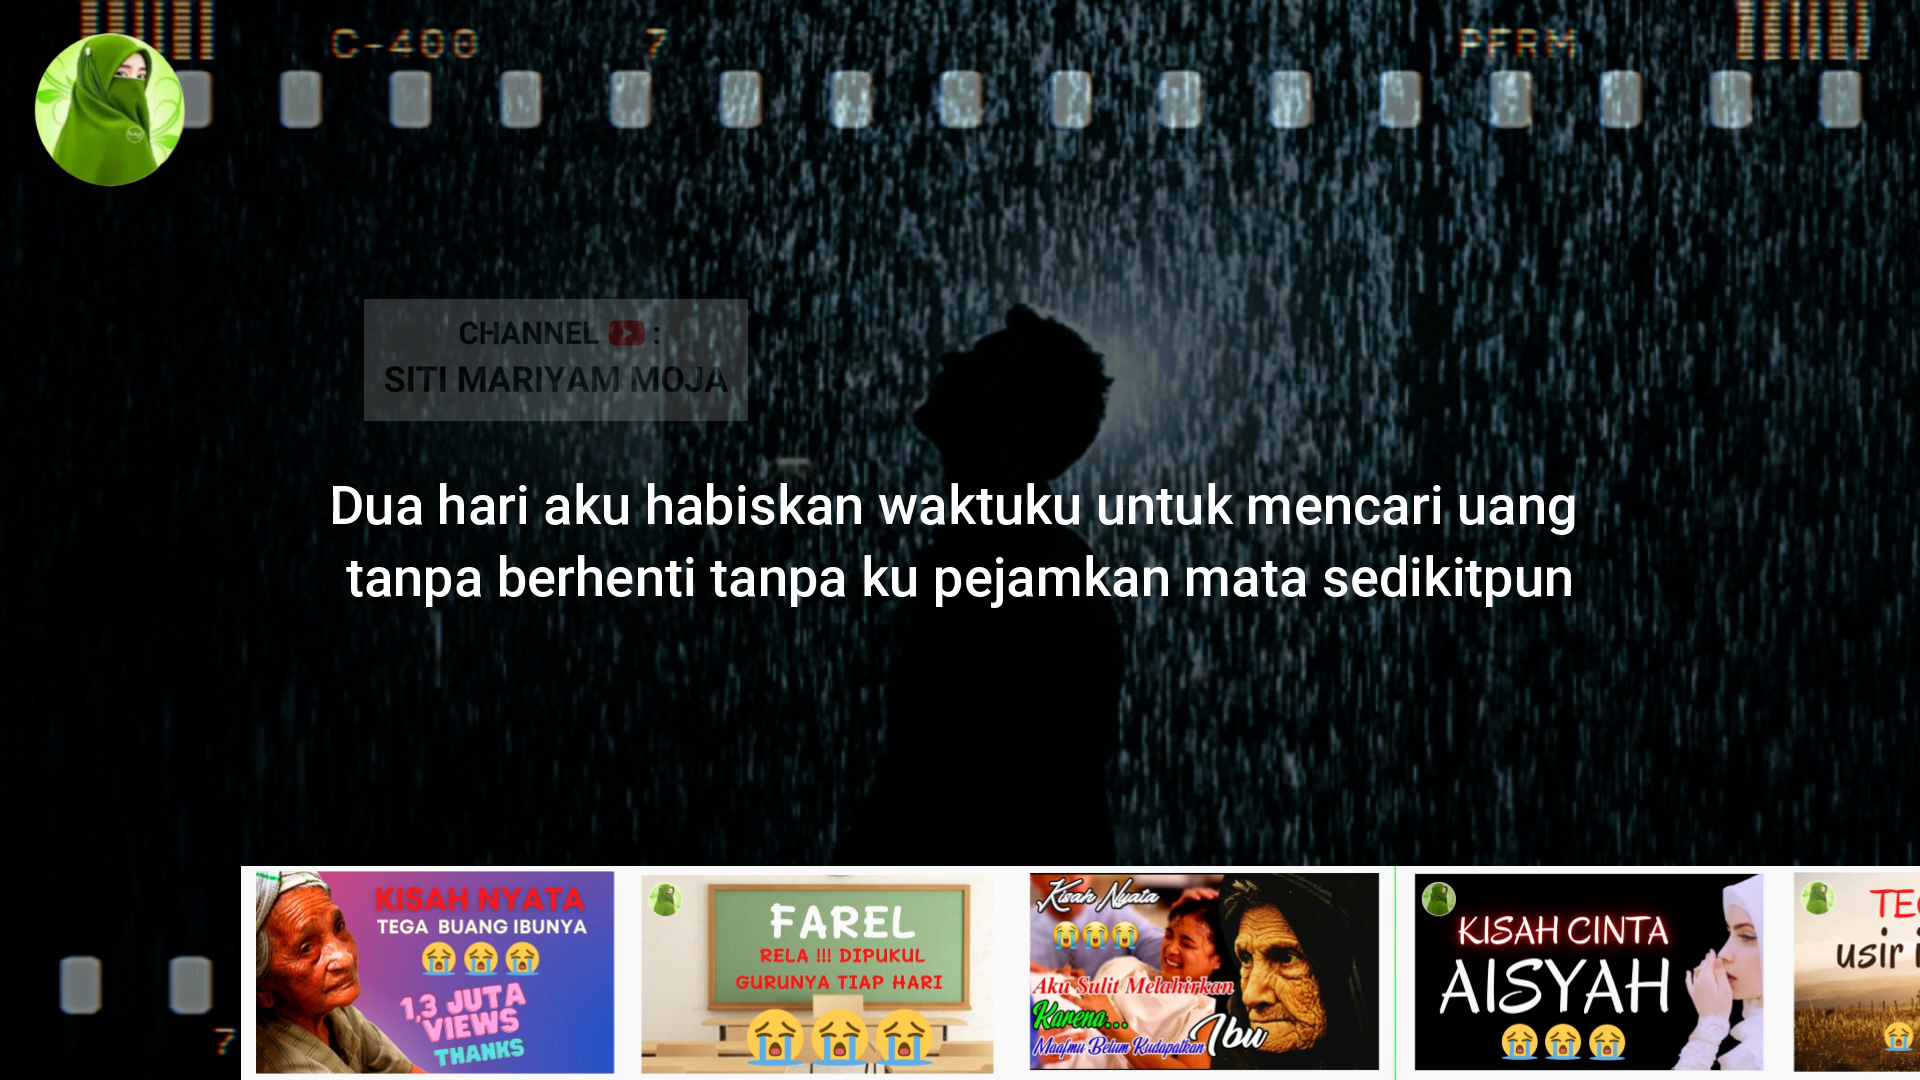 C-400 7 PFRM
CHANNEL :
SITI MARIYAM MOJA
Dua hari aku habiskan waktuku untuk mencari uang
tanpa berhenti tanpa ku pejamkan mata sedikitpun
7
KISAH NYATA
TEGA BUANG IBUNYA
1,3 JUTA
VIEWS
THANKS
FAREL
RELA !!! DIPUKUL
GURUNYA TIAP HARI
Kisah Nyata
Aku Sulit Melahirkan
Karena...
Maafmu Belum Kudapatkan Ibu
KISAH CINTA
AISYAH
usir